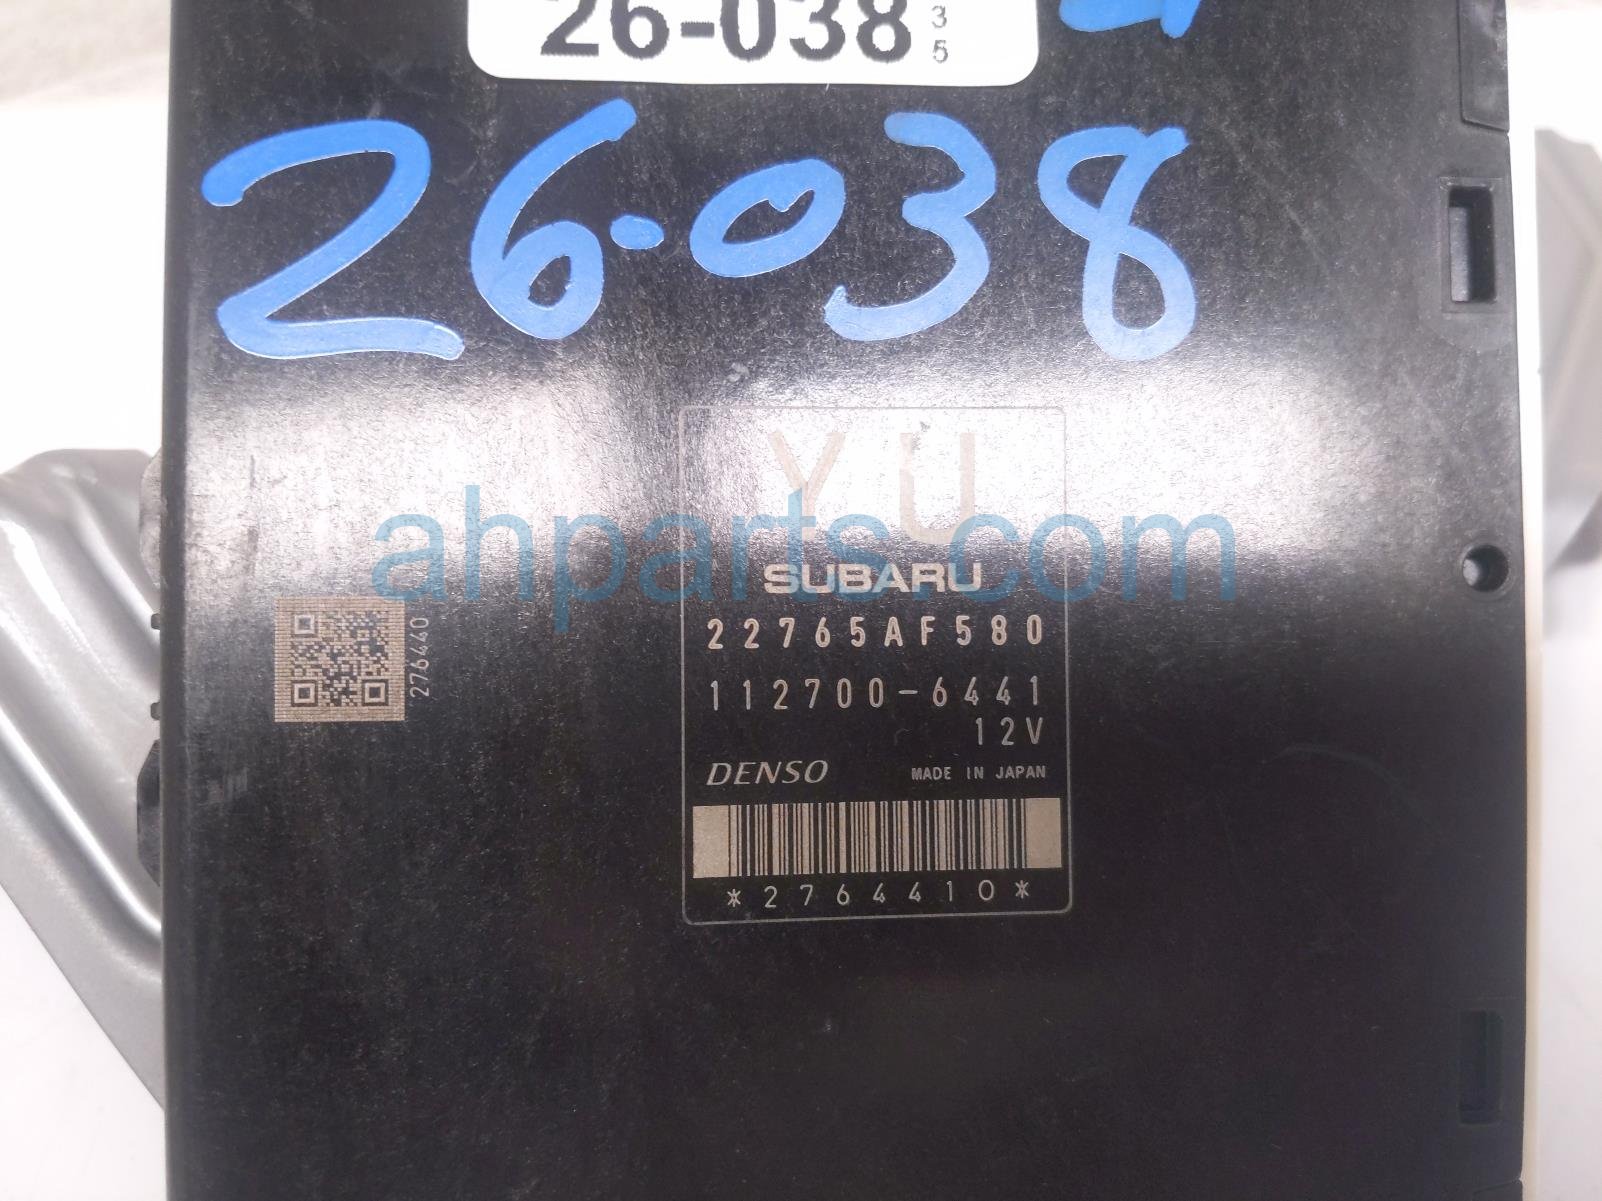 26-038
3
5
26-038
YU
ahparts.com
SUBARU
22765AF580
112700-6441
12V
DENSO MADE IN JAPAN
*2764410*
276440